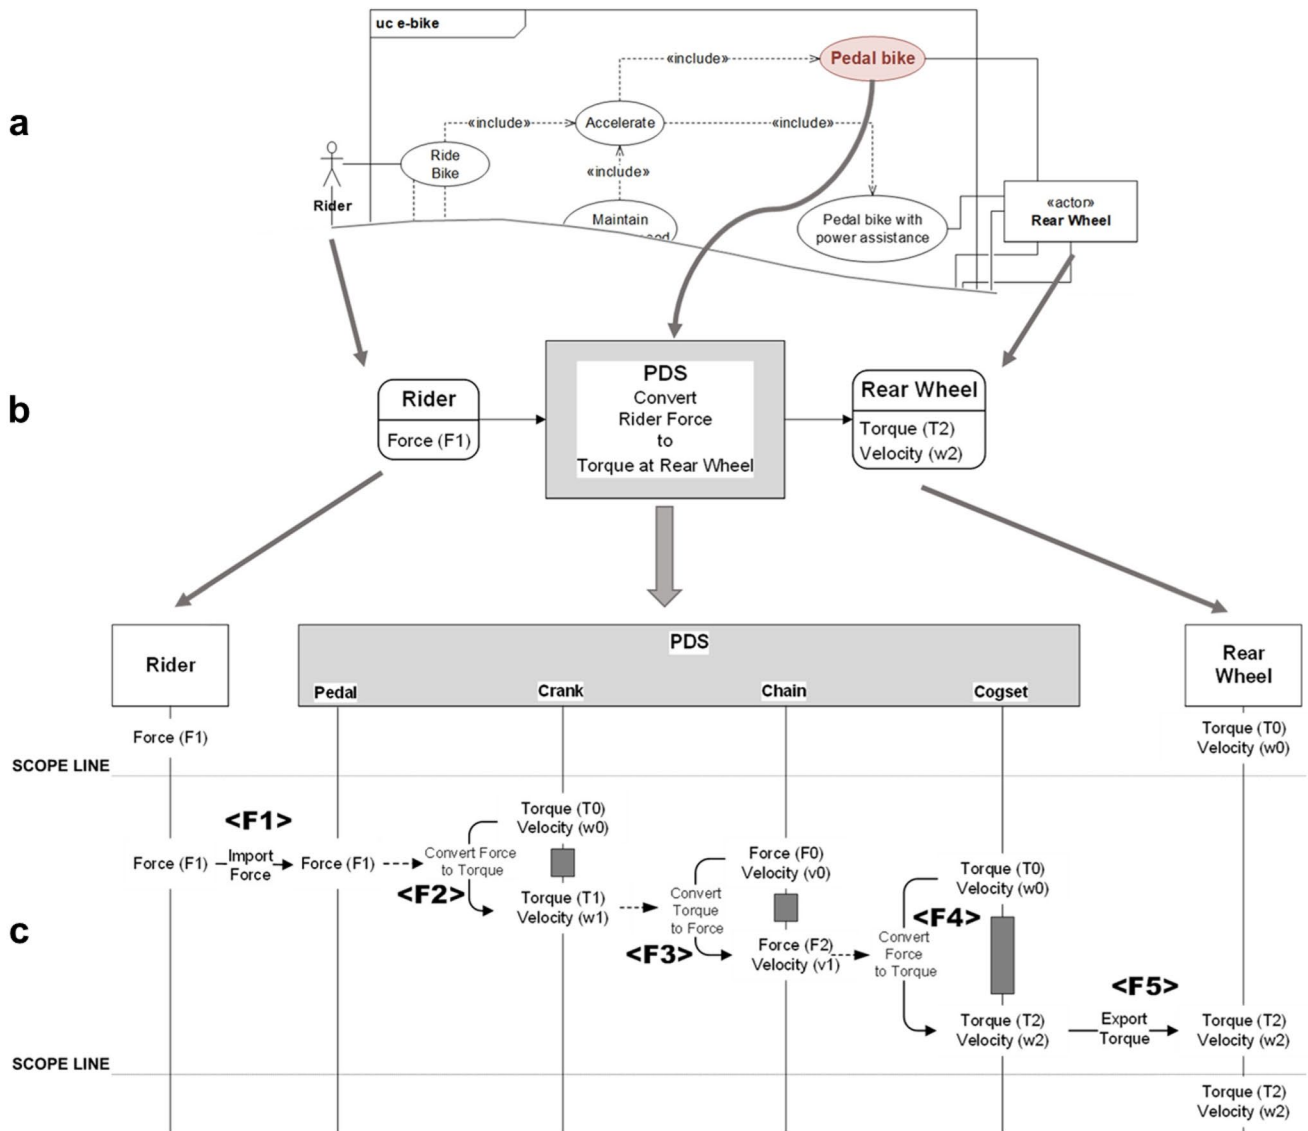 uc e-bike
«include»
Pedal bike
a
«include»
Accelerate
«include»
Ride
Bike
«include»
Rider
Maintain
Pedal bike with
power assistance
«actor»
Rear Wheel
b
Rider
Force (F1)
PDS
Convert
Rider Force
to
Torque at Rear Wheel
Rear Wheel
Torque (T2)
Velocity (w2)
Rider
PDS
Pedal
Crank
Chain
Cogset
Rear
Wheel
Force (F1)
Torque (T0)
Velocity (w0)
SCOPE LINE
<F1>
Force (F1)
Import
Force
Force (F1)
Convert Force
to Torque
<F2>
Torque (T0)
Velocity (w0)
Torque (T1)
Velocity (w1)
Convert
Torque
to Force
<F3>
Force (F0)
Velocity (v0)
Force (F2)
Velocity (v1)
Convert
Force
to Torque
<F4>
Torque (T0)
Velocity (w0)
Torque (T2)
Velocity (w2)
<F5>
Export
Torque
Torque (T2)
Velocity (w2)
c
SCOPE LINE
Torque (T2)
Velocity (w2)